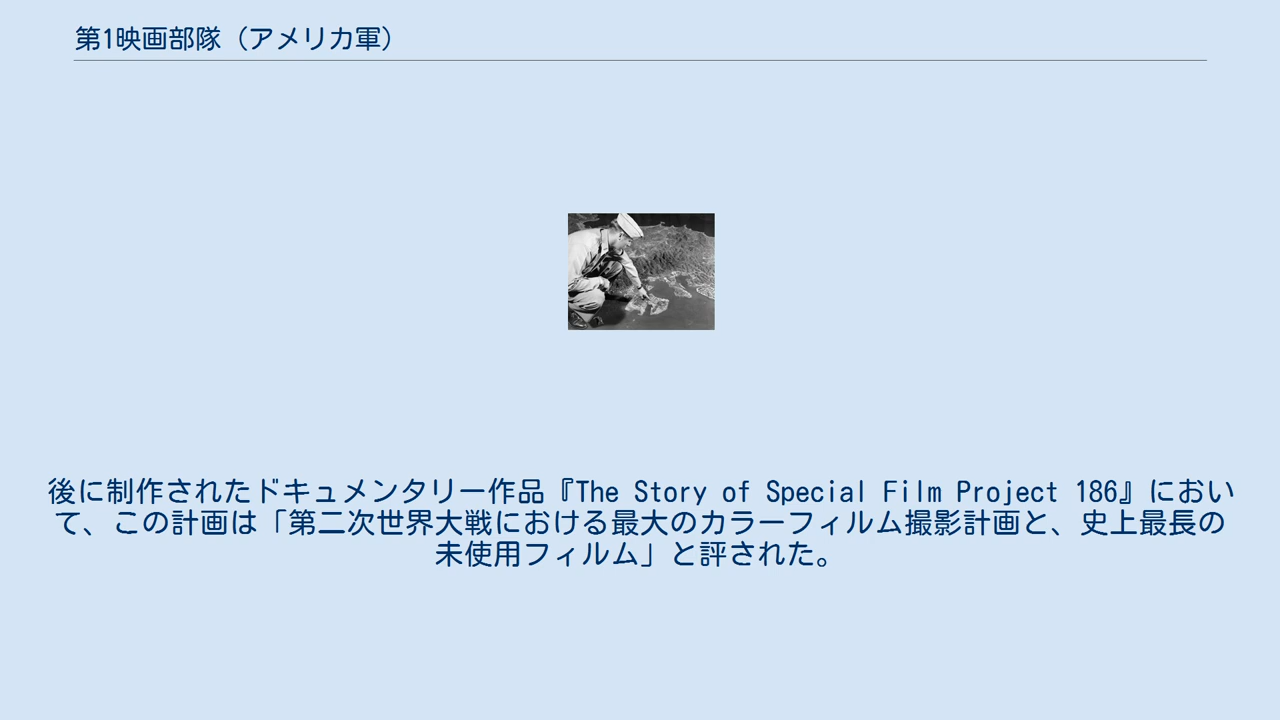 第1映画部隊（アメリカ軍）
後に制作されたドキュメンタリー作品『The Story of Special Film Project 186』におい
て、この計画は「第二次世界大戦における最大のカラーフィルム撮影計画と、史上最長の
未使用フィルム」と評された。